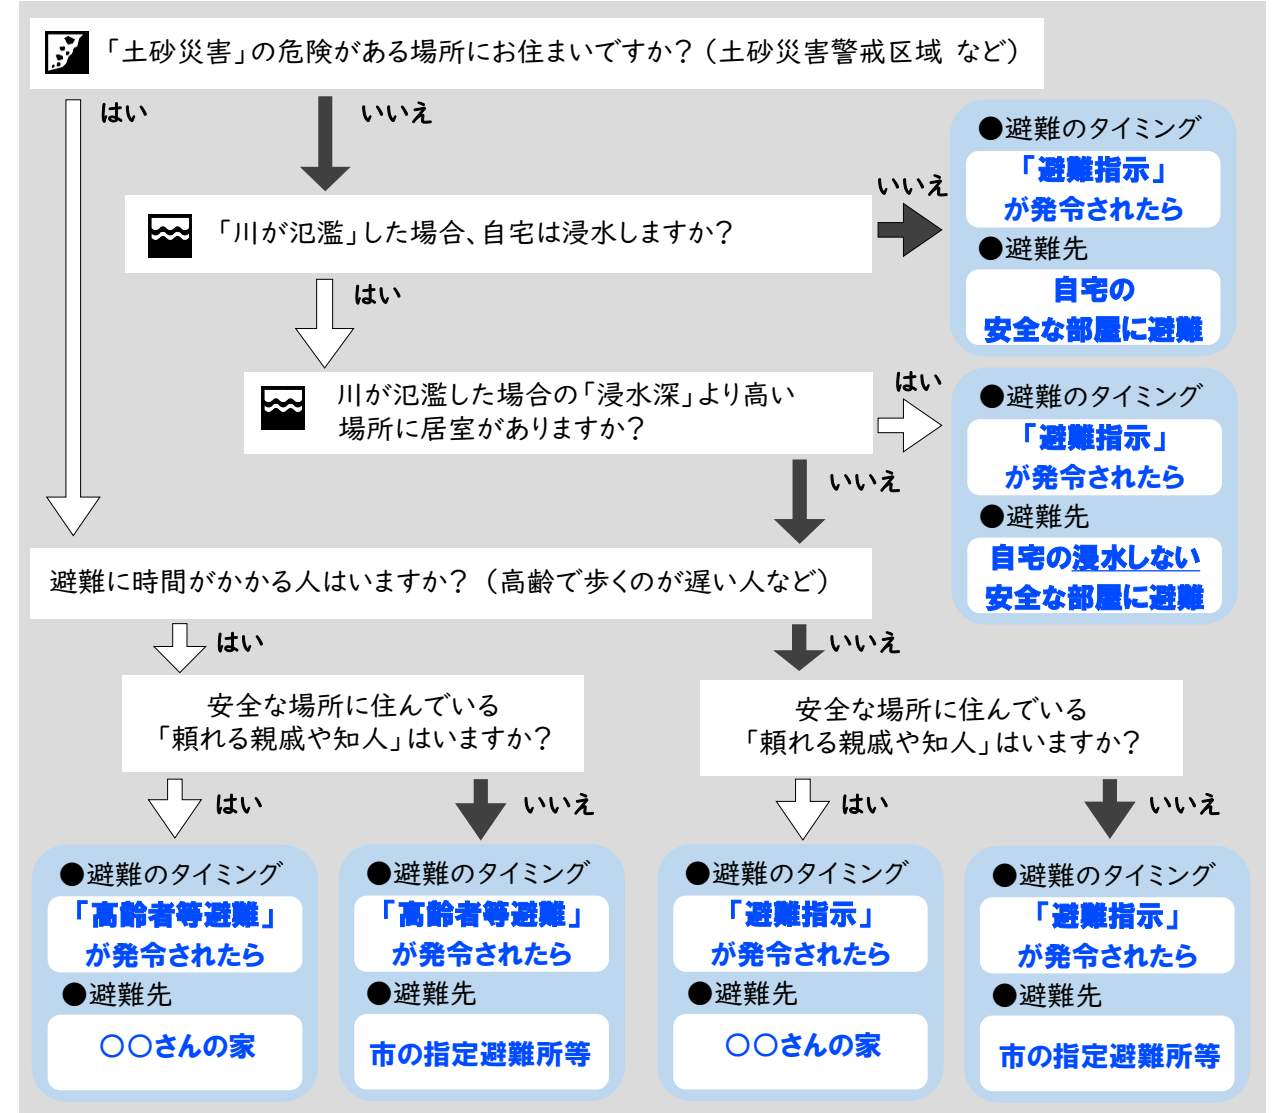 「土砂災害」の危険がある場所にお住まいですか？（土砂災害警戒区域 など）
はい
いいえ
「川が氾濫」した場合、自宅は浸水しますか？
いいえ
●避難のタイミング
「避難指示」
が発令されたら
●避難先
自宅の
安全な部屋に避難
はい
川が氾濫した場合の「浸水深」より高い
場所に居室がありますか？
はい
●避難のタイミング
「避難指示」
が発令されたら
●避難先
自宅の浸水しない
安全な部屋に避難
いいえ
避難に時間がかかる人はいますか？（高齢で歩くのが遅い人など）
はい
いいえ
安全な場所に住んでいる
「頼れる親戚や知人」はいますか？
安全な場所に住んでいる
「頼れる親戚や知人」はいますか？
はい
いいえ
はい
いいえ
●避難のタイミング
「高齢者等避難」
が発令されたら
●避難先
○○さんの家
●避難のタイミング
「高齢者等避難」
が発令されたら
●避難先
市の指定避難所等
●避難のタイミング
「避難指示」
が発令されたら
●避難先
○○さんの家
●避難のタイミング
「避難指示」
が発令されたら
●避難先
市の指定避難所等